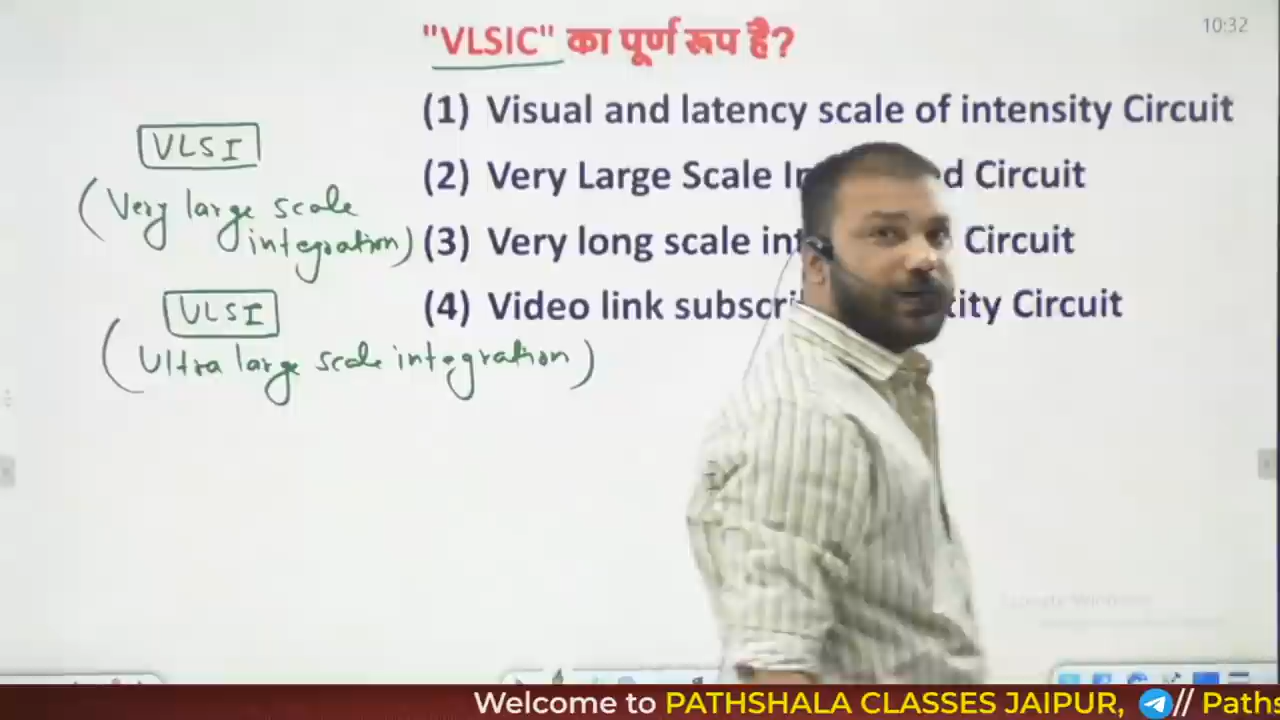 10:32
"VLSIC" का पूर्ण रूप है?
(1) Visual and latency scale of intensity Circuit
(2) Very Large Scale In d Circuit
(3) Very long scale int Circuit
(4) Video link subscri ity Circuit
VLSI
(Very large scale
integration)
VLSI
(Ultra large scale integration)
Welcome to PATHSHALA CLASSES JAIPUR, // Paths